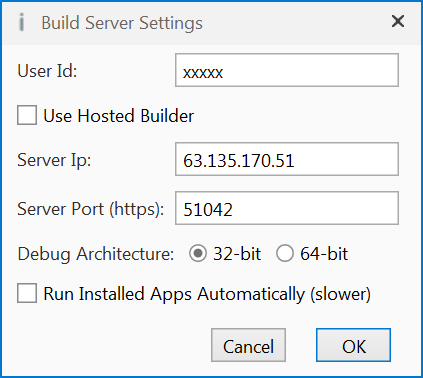 Build Server Settings
User Id: xxxxx
Use Hosted Builder
Server Ip: 63.135.170.51
Server Port (https): 51042
Debug Architecture: 32-bit 64-bit
Run Installed Apps Automatically (slower)
Cancel OK